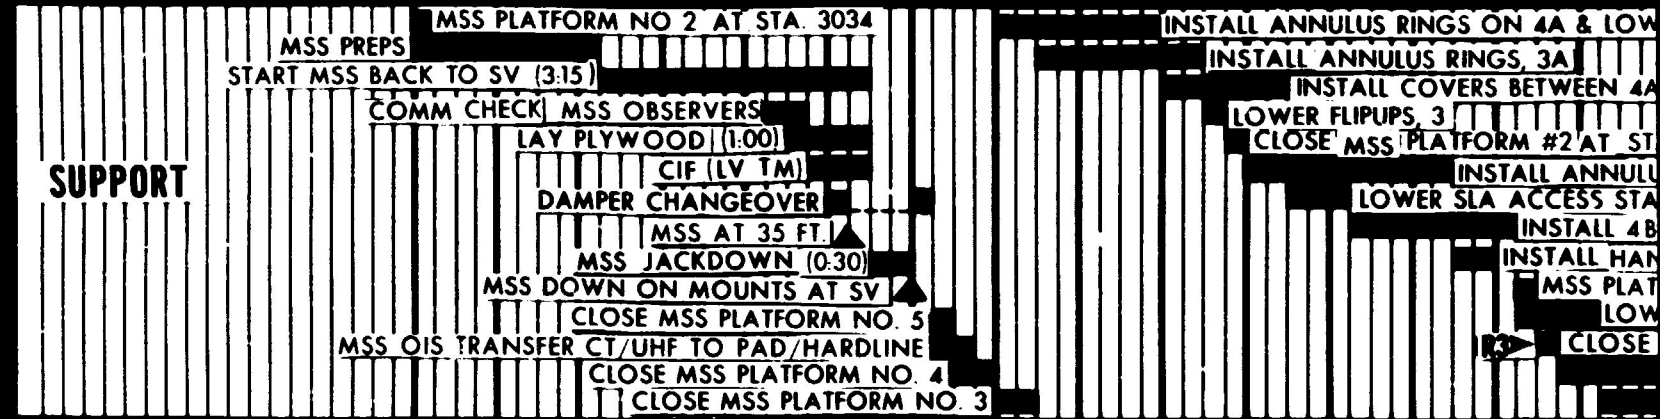 MSS PLATFORM NO 2 AT STA. 3034
INSTALL ANNULUS RINGS ON 4A & LOW
MSS PREPS
INSTALL ANNULUS RINGS, 3A
START MSS BACK TO SV (3:15)
INSTALL COVERS BETWEEN 4A
COMM CHECK MSS OBSERVERS
LOWER FLIPUPS, 3
LAY PLYWOOD (1:00)
CLOSE MSS PLATFORM #2 AT ST
CIF (LV TM)
INSTALL ANNULU
SUPPORT
DAMPER CHANGEOVER
LOWER SLA ACCESS STA
MSS AT 35 FT.
INSTALL 4B
MSS JACKDOWN (0:30)
INSTALL HAN
MSS DOWN ON MOUNTS AT SV
MSS PLAT
CLOSE MSS PLATFORM NO. 5
LOW
MSS OIS TRANSFER CT/UHF TO PAD/HARDLINE
R3
CLOSE
CLOSE MSS PLATFORM NO. 4
CLOSE MSS PLATFORM NO. 3